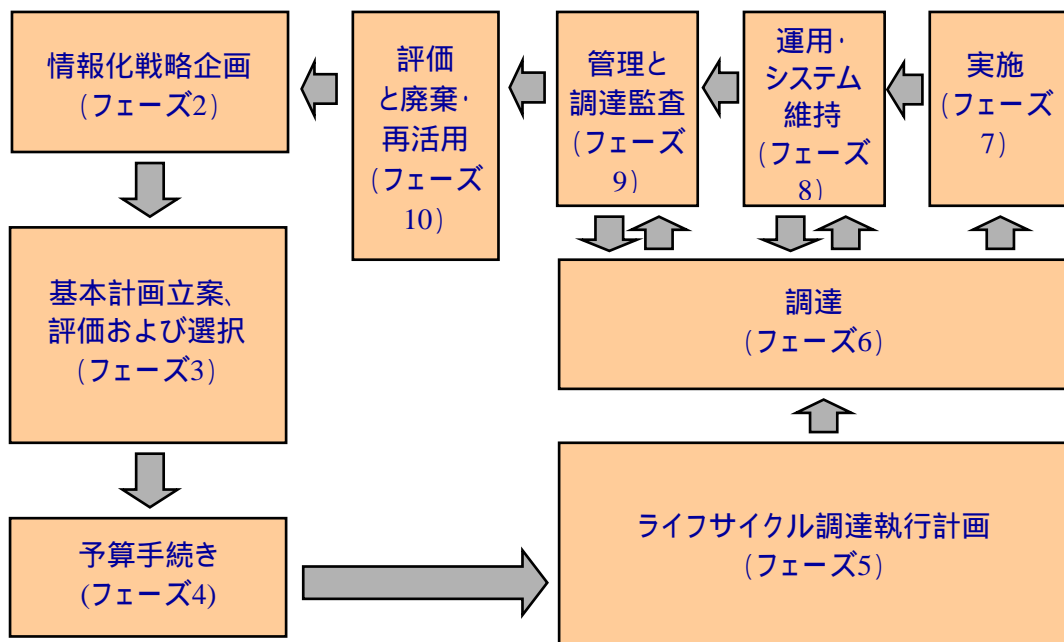 情報化戦略企画
(フェーズ2)
評価
と廃棄・
再活用
(フェーズ
10)
管理と
調達監査
(フェーズ
9)
運用・
システム
維持
(フェーズ
8)
実施
(フェーズ
7)
基本計画立案、
評価および選択
(フェーズ3)
調達
(フェーズ6)
予算手続き
(フェーズ4)
ライフサイクル調達執行計画
(フェーズ5)